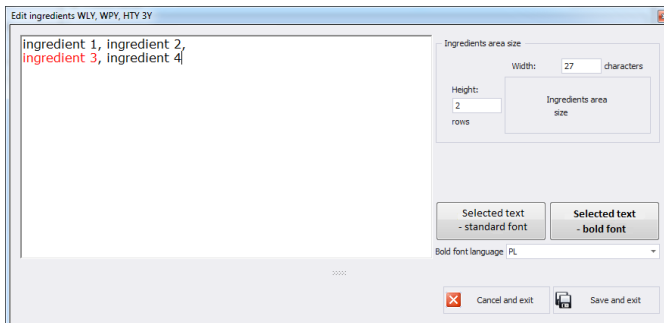 Edit ingredients WLY, WPY, HTY 3Y
ingredient 1, ingredient 2,
ingredient 3, ingredient 4
Ingredients area size
Width: 27 characters
Height:
2
rows
Ingredients area
size
Selected text
- standard font
Selected text
- bold font
Bold font language PL
Cancel and exit
Save and exit